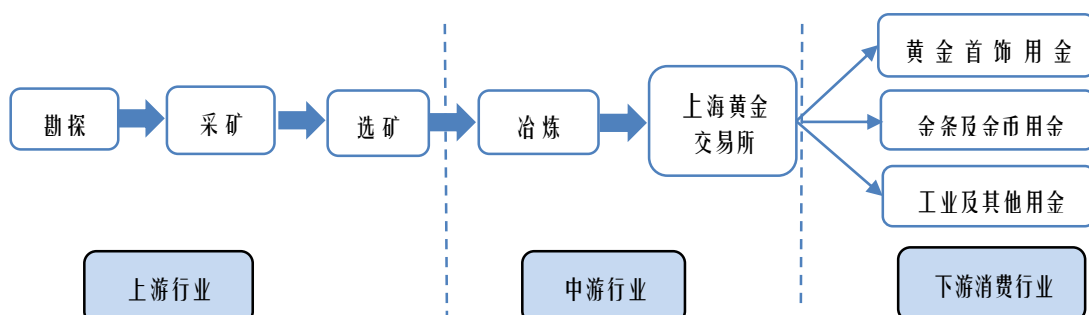 勘探
采矿
选矿
冶炼
上海黄金
交易所
黄金首饰用金
金条及金币用金
工业及其他用金
上游行业
中游行业
下游消费行业